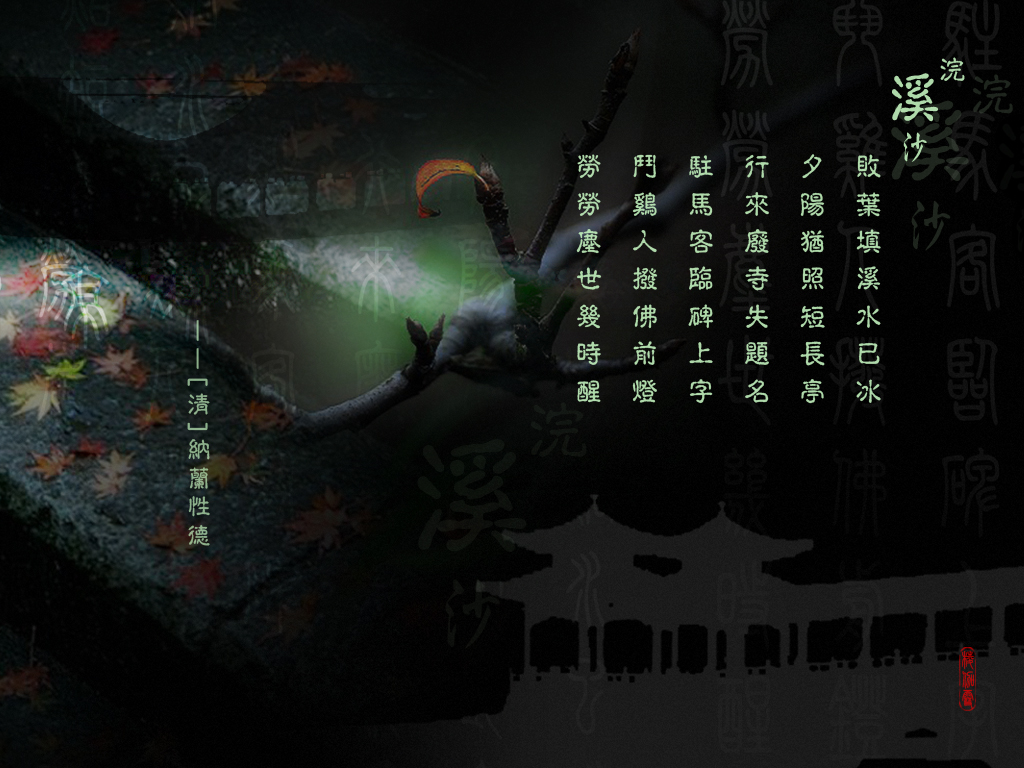 浣溪沙
敗葉填溪水已冰
夕陽猶照短長亭
行來廢寺失題名
駐馬客臨碑上字
鬥鷄人撥佛前燈
勞勞塵世幾時醒
——[清]納蘭性德